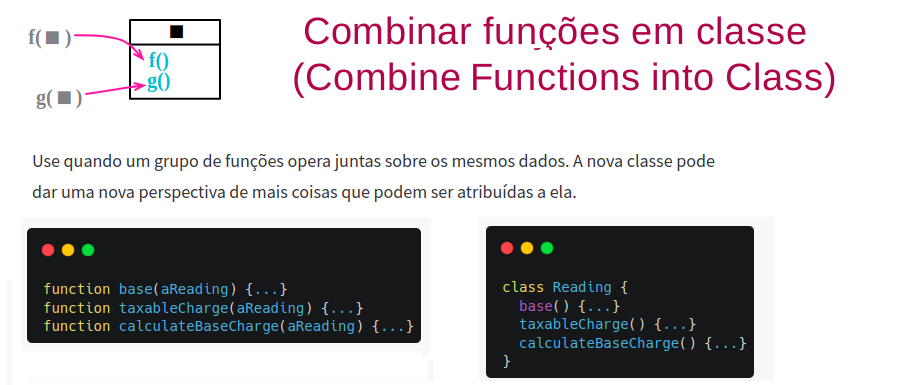 f(■)
f()
g()
g(■)
Combinar funções em classe
(Combine Functions into Class)
Use quando um grupo de funções opera juntas sobre os mesmos dados. A nova classe pode
dar uma nova perspectiva de mais coisas que podem ser atribuídas a ela.
function base(aReading) {...}
function taxableCharge(aReading) {...}
function calculateBaseCharge(aReading) {...}
class Reading {
base() {...}
taxableCharge() {...}
calculateBaseCharge() {...}
}